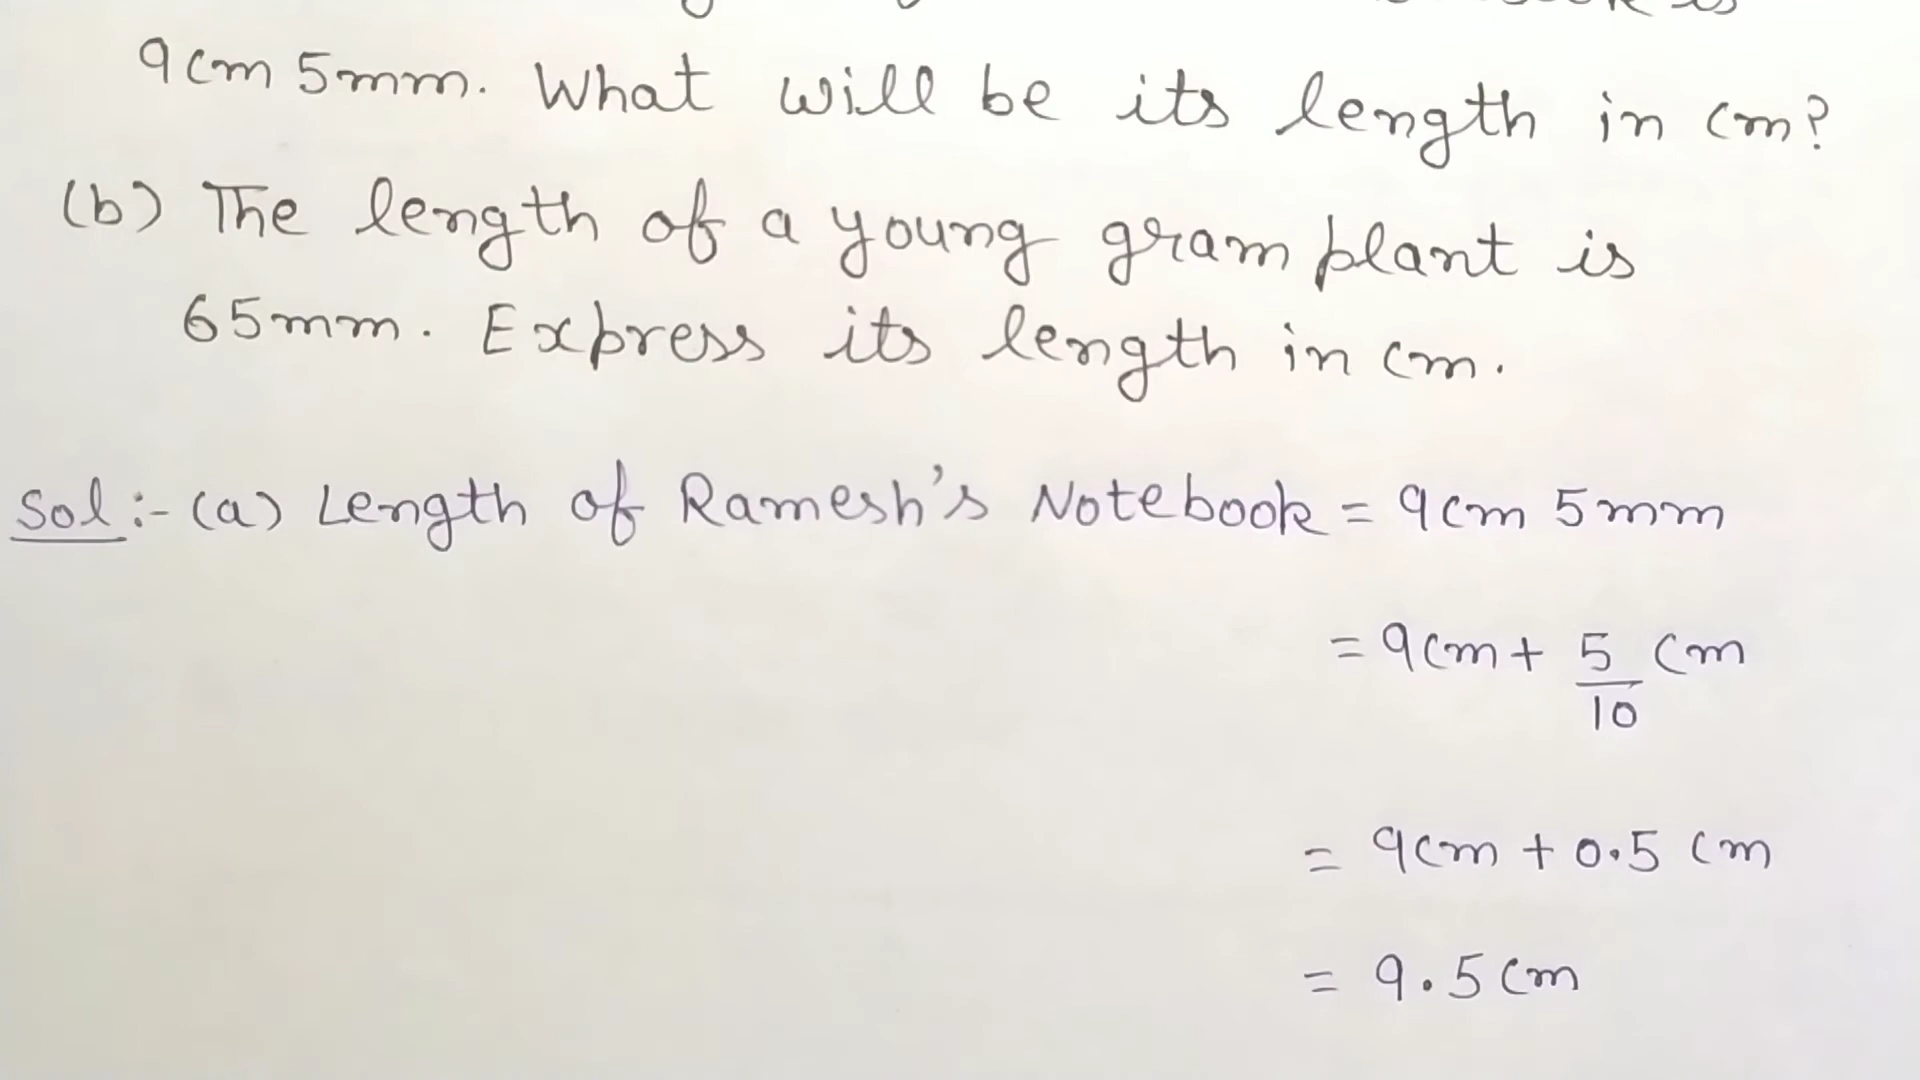 9cm 5mm. What will be its length in cm?
(b) The length of a young gram plant is
65mm. Express its length in cm.
Sol:- (a) Length of Ramesh's Notebook = 9cm 5mm
= 9cm + 5/10 cm
= 9cm + 0.5 cm
= 9.5cm